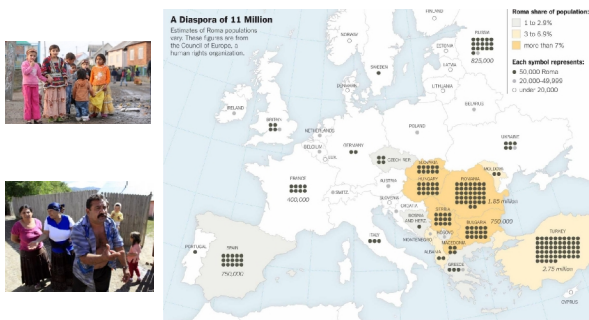 A Diaspora of 11 Million
Estimates of Roma populations
vary. These figures are from
the Council of Europe, a
human rights organization.
Roma share of population:
1 to 2.9%
3 to 6.9%
more than 7%
Each symbol represents:
50,000 Roma
20,000-49,999
under 20,000
FINLAND
NORWAY
RUSSIA
825,000
ESTONIA
SWEDEN
LATVIA
DENMARK
LITHUANIA
IRELAND
BRITAIN
BELARUS
NETHERLANDS
POLAND
BELGIUM
GERMANY
UKRAINE
LUX.
CZECH REP.
SLOVAKIA
MOLDOVA
FRANCE
400,000
AUSTRIA
HUNGARY
ROMANIA
1.85 million
SWITZ.
SLOVENIA
CROATIA
BOSNIA
AND HERZ.
SERBIA
BULGARIA
750,000
ITALY
MONTENEGRO
KOSOVO
MACEDONIA
ALBANIA
GREECE
PORTUGAL
SPAIN
750,000
TURKEY
2.75 million
CYPRUS